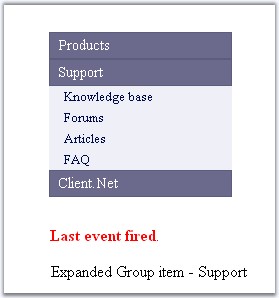 Products
Support
Knowledge base
Forums
Articles
FAQ
Client.Net
Last event fired.
Expanded Group item - Support